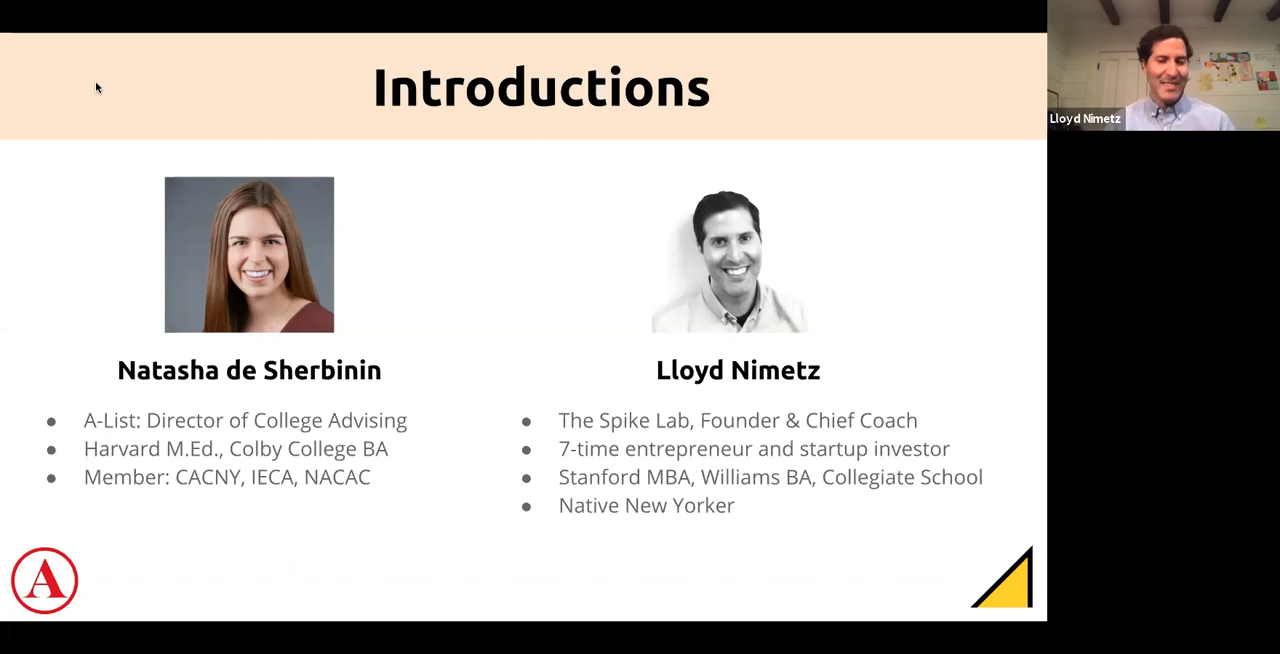 Introductions
Lloyd Nimetz
Natasha de Sherbinin
● A-List: Director of College Advising
● Harvard M.Ed., Colby College BA
● Member: CACNY, IECA, NACAC
Lloyd Nimetz
● The Spike Lab, Founder & Chief Coach
● 7-time entrepreneur and startup investor
● Stanford MBA, Williams BA, Collegiate School
● Native New Yorker
A